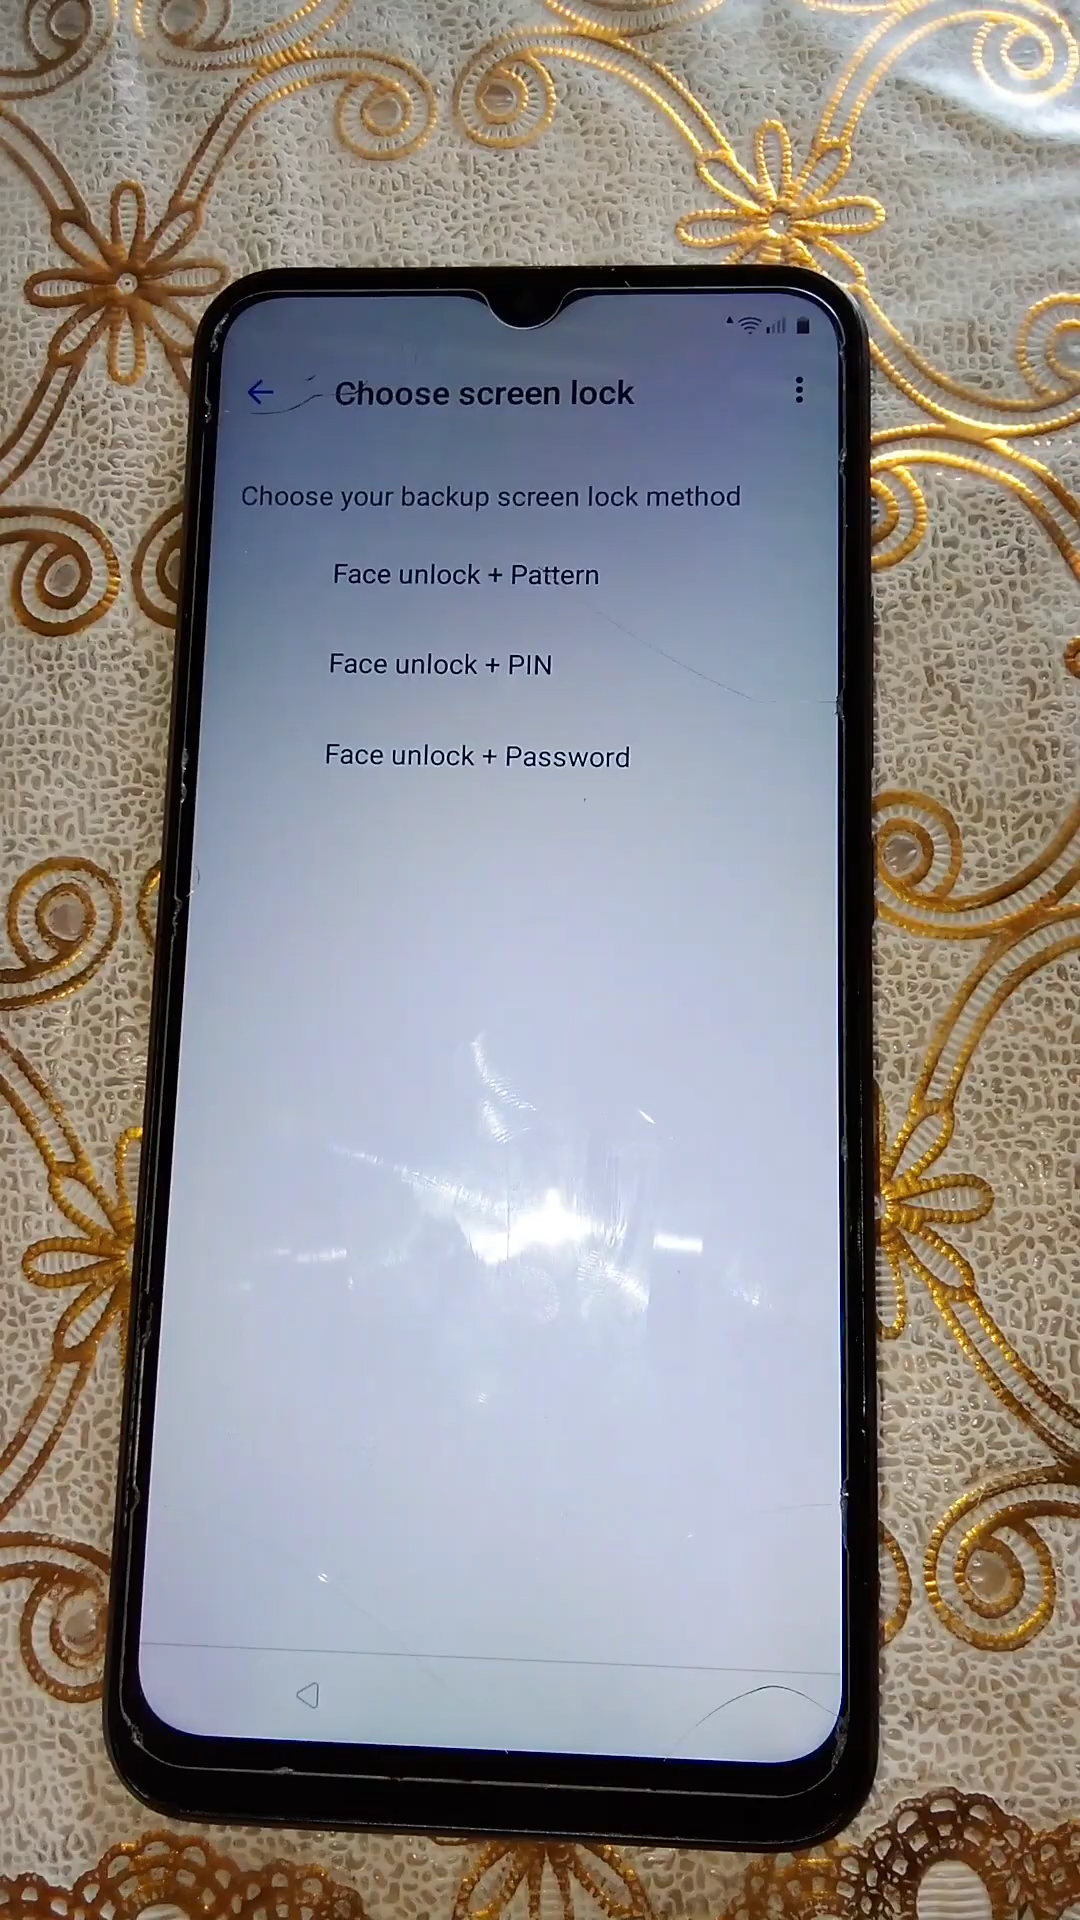 Choose screen lock
Choose your backup screen lock method
Face unlock + Pattern
Face unlock + PIN
Face unlock + Password